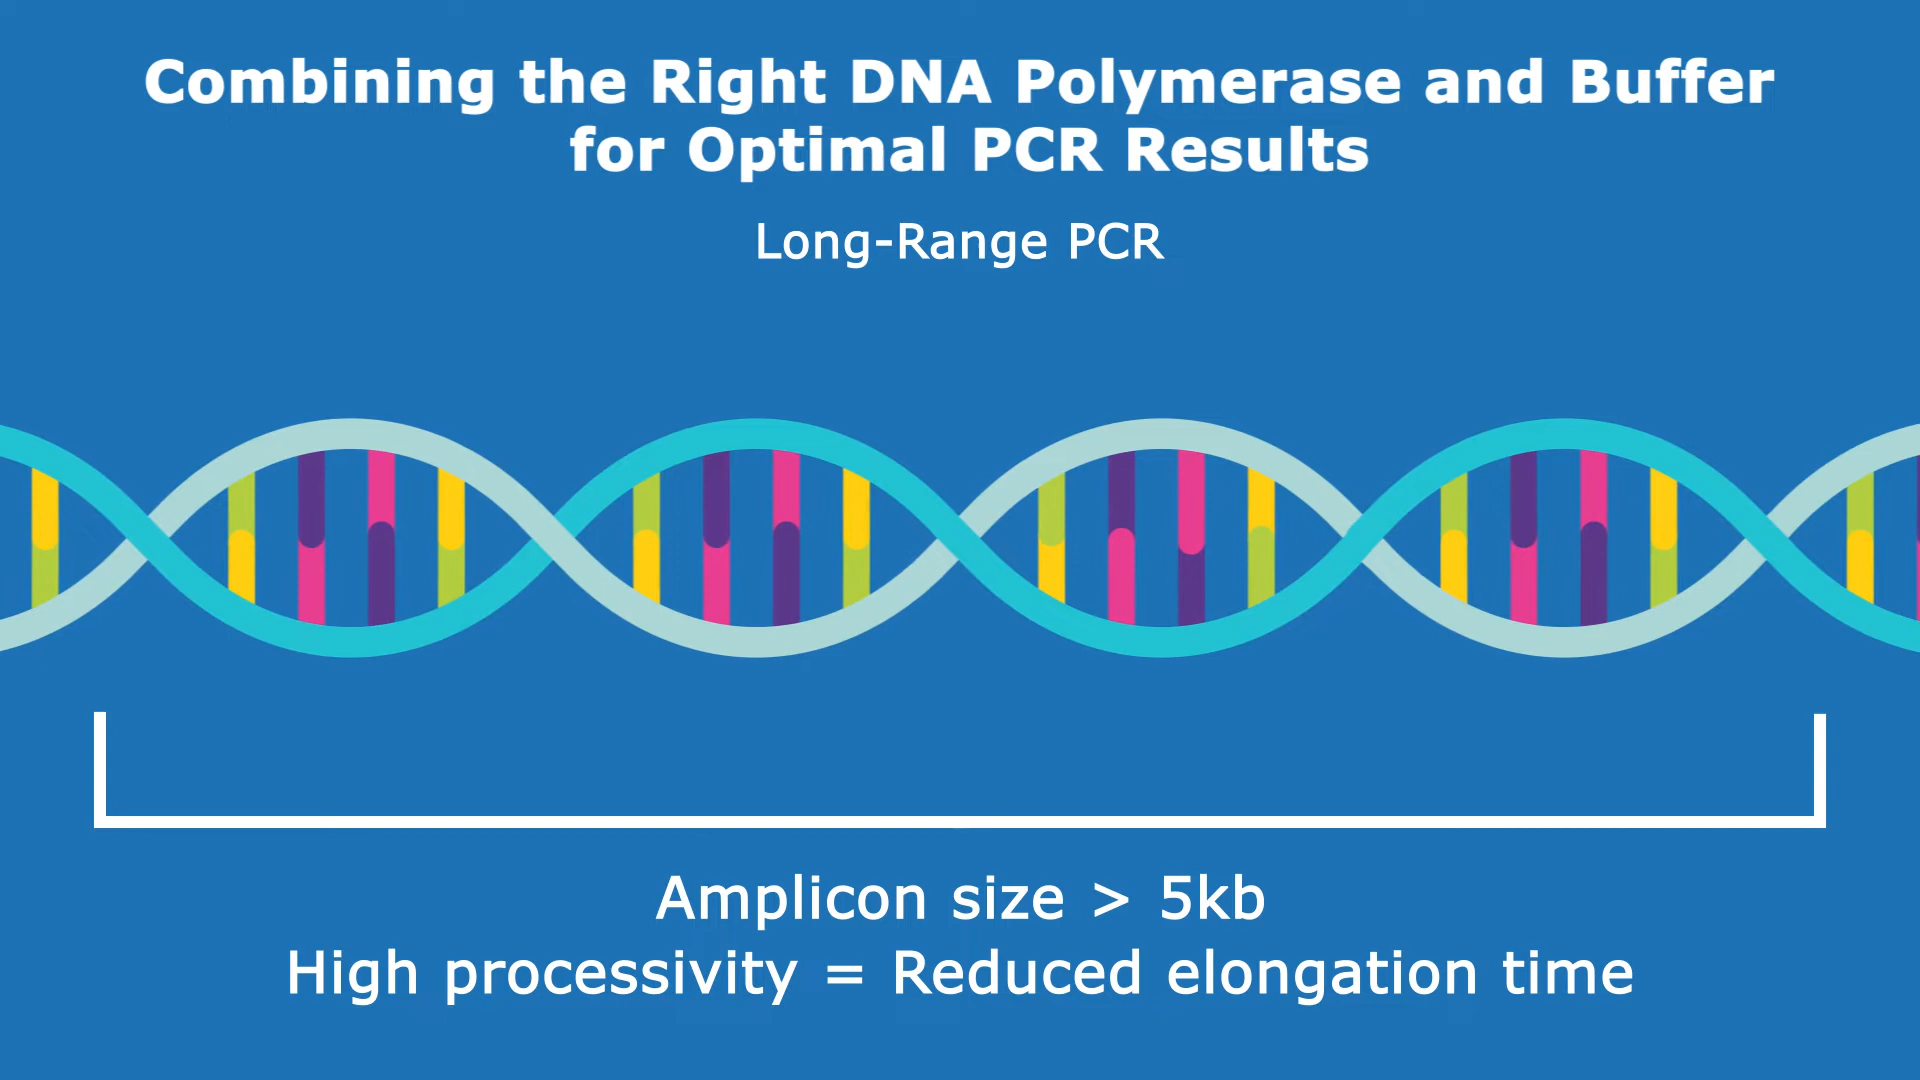 Combining the Right DNA Polymerase and Buffer
for Optimal PCR Results
Long-Range PCR
Amplicon size > 5kb
High processivity = Reduced elongation time